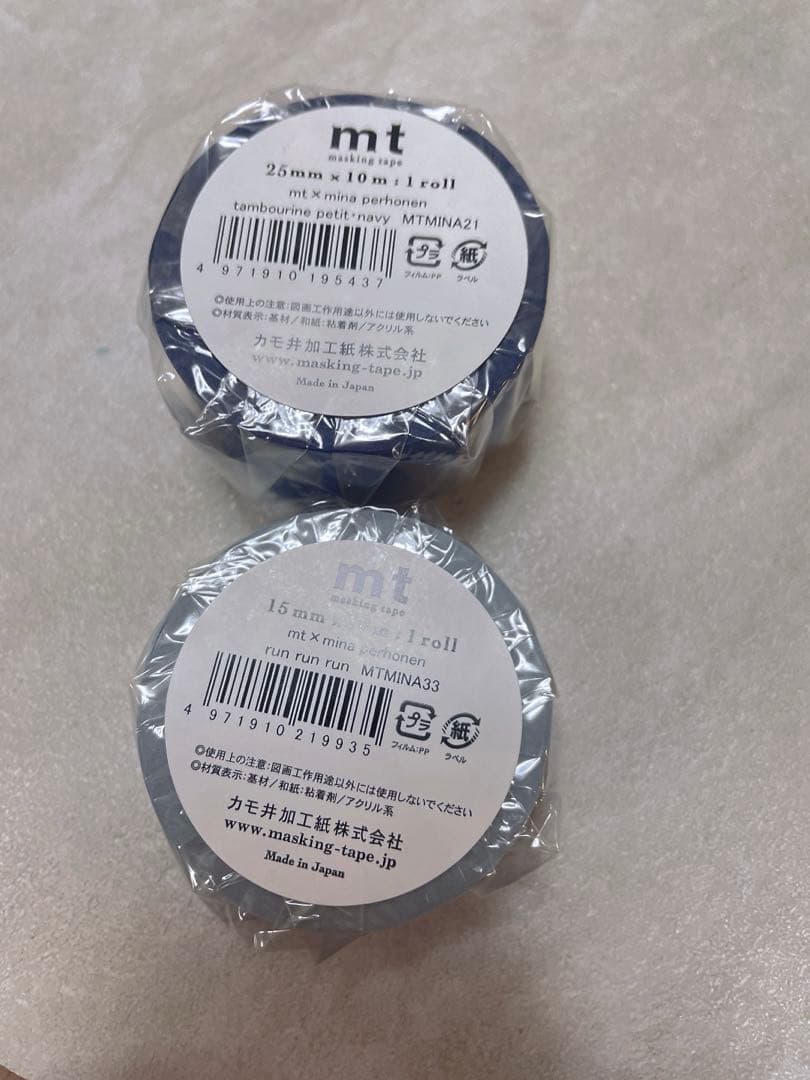 mt
masking tape
25mm × 10m : 1 roll
mt × mina perhonen
tambourine petit・navy MTMINA21
4 971910 195437
プラ
フィルム:PP
紙
ラベル
◎使用上の注意:図画工作用途以外には使用しないでください
◎材質表示:基材/和紙:粘着剤/アクリル系
カモ井加工紙株式会社
www.masking-tape.jp
Made in Japan
mt
masking tape
15mm × m : 1 roll
mt × mina perhonen
run run run MTMINA33
4 971910 219935
プラ
フィルム:PP
紙
ラベル
◎使用上の注意:図画工作用途以外には使用しないでください
◎材質表示:基材/和紙:粘着剤/アクリル系
カモ井加工紙株式会社
www.masking-tape.jp
Made in Japan